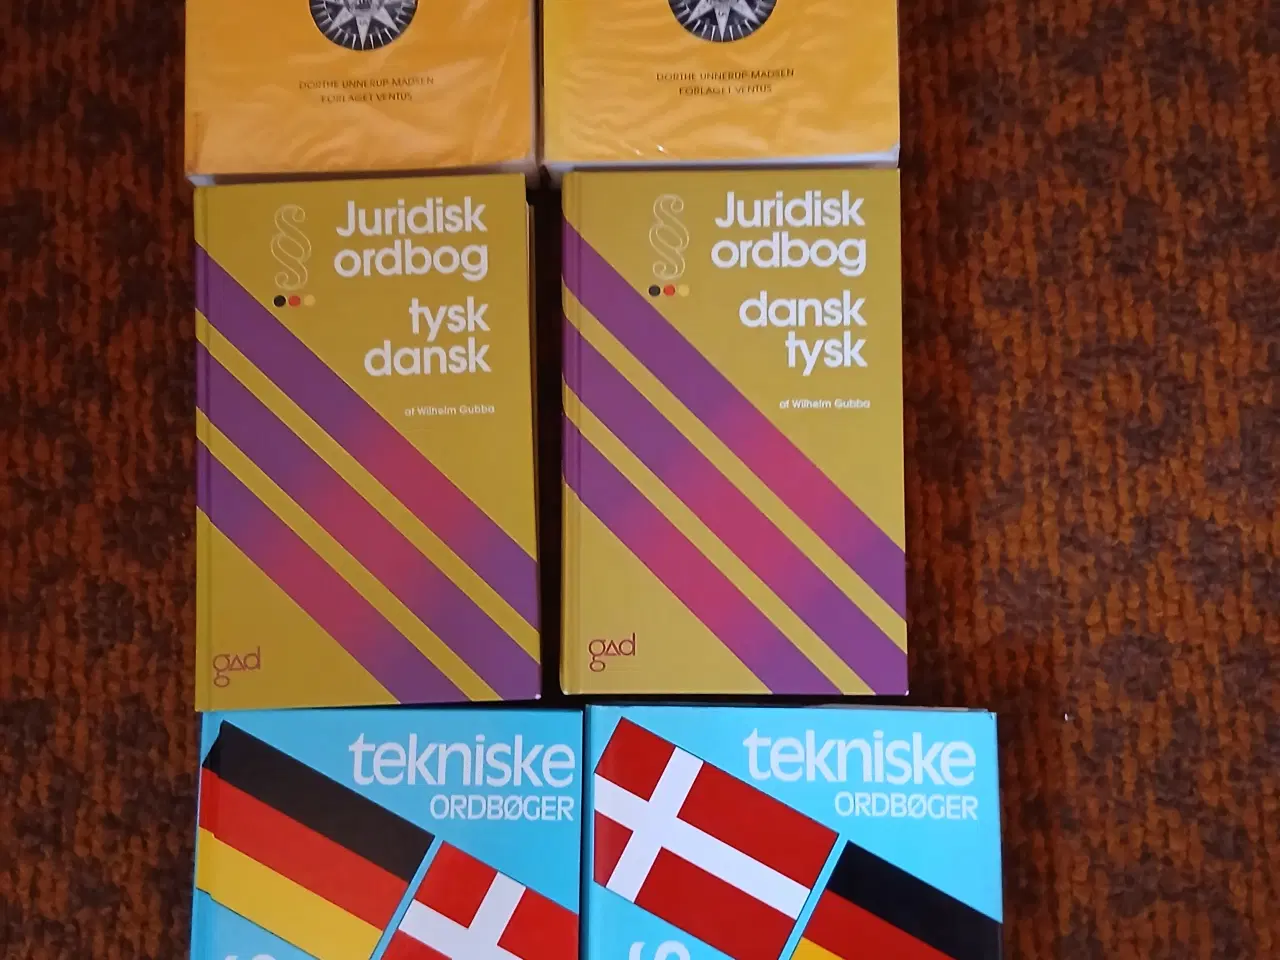 DORTHE UNNERUP-MADSEN
FORLAGET VENTUS
DORTHE UNNERUP-MADSEN
FORLAGET VENTUS
Juridisk
ordbog
tysk
dansk
af Wilhelm Gubba
gad
Juridisk
ordbog
dansk
tysk
af Wilhelm Gubba
gad
tekniske
ORDBØGER
tekniske
ORDBØGER